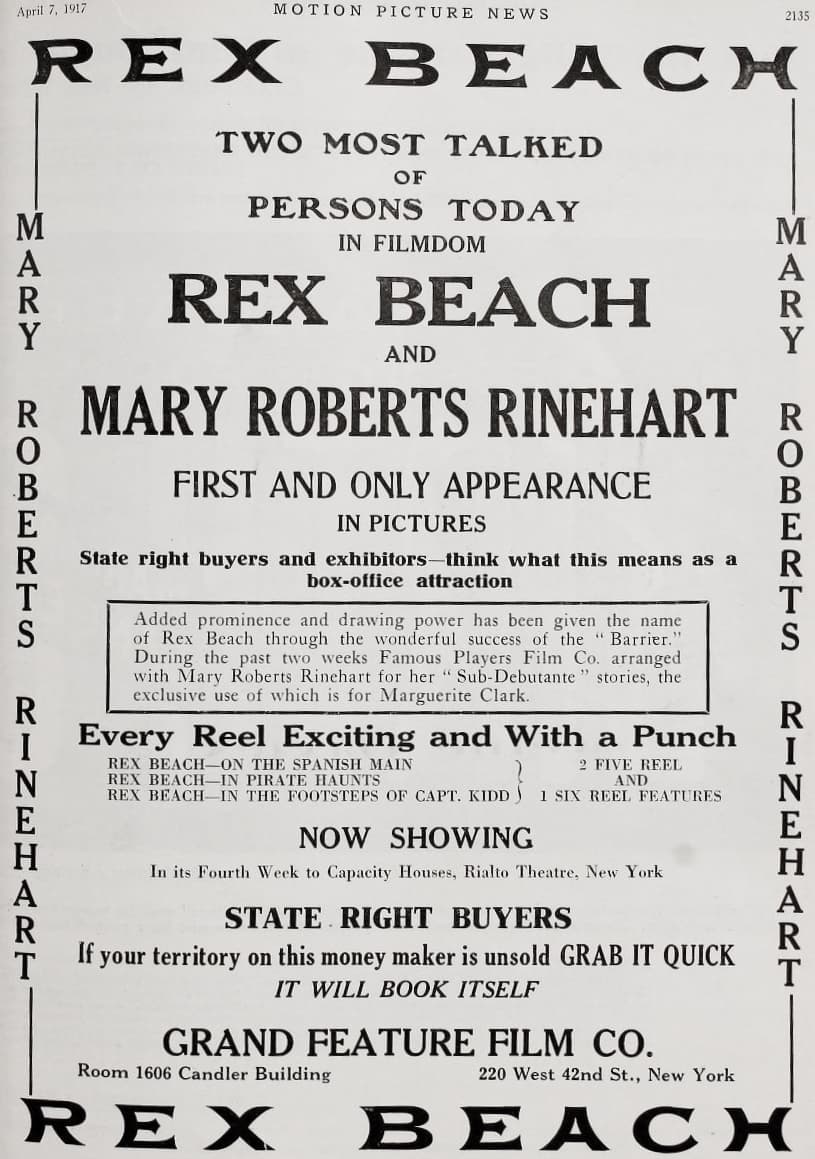 April 7, 1917
MOTION PICTURE NEWS
2135
REX BEACH
MARY ROBERTS RINEHART
TWO MOST TALKED
OF
PERSONS TODAY
IN FILMDOM
REX BEACH
AND
MARY ROBERTS RINEHART
FIRST AND ONLY APPEARANCE
IN PICTURES
State right buyers and exhibitors—think what this means as a
box-office attraction
Added prominence and drawing power has been given the name
of Rex Beach through the wonderful success of the "Barrier."
During the past two weeks Famous Players Film Co. arranged
with Mary Roberts Rinehart for her "Sub-Debutante" stories, the
exclusive use of which is for Marguerite Clark.
Every Reel Exciting and With a Punch
REX BEACH—ON THE SPANISH MAIN
REX BEACH—IN PIRATE HAUNTS
REX BEACH—IN THE FOOTSTEPS OF CAPT. KIDD
2 FIVE REEL
AND
1 SIX REEL FEATURES
NOW SHOWING
In its Fourth Week to Capacity Houses, Rialto Theatre, New York
STATE RIGHT BUYERS
If your territory on this money maker is unsold GRAB IT QUICK
IT WILL BOOK ITSELF
GRAND FEATURE FILM CO.
Room 1606 Candler Building
220 West 42nd St., New York
MARY ROBERTS RINEHART
REX BEACH